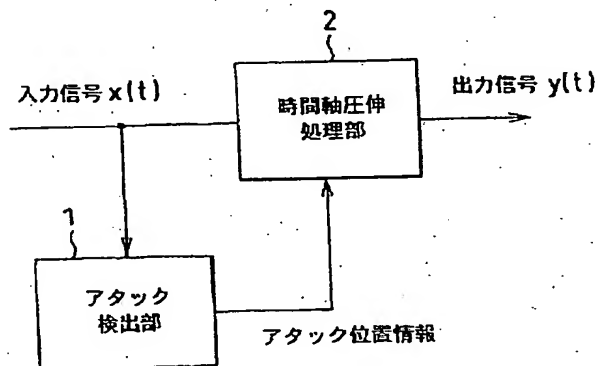 2
入力信号 x(t)
時間軸圧伸
処理部
出力信号 y(t)
1
アタック
検出部
アタック位置情報